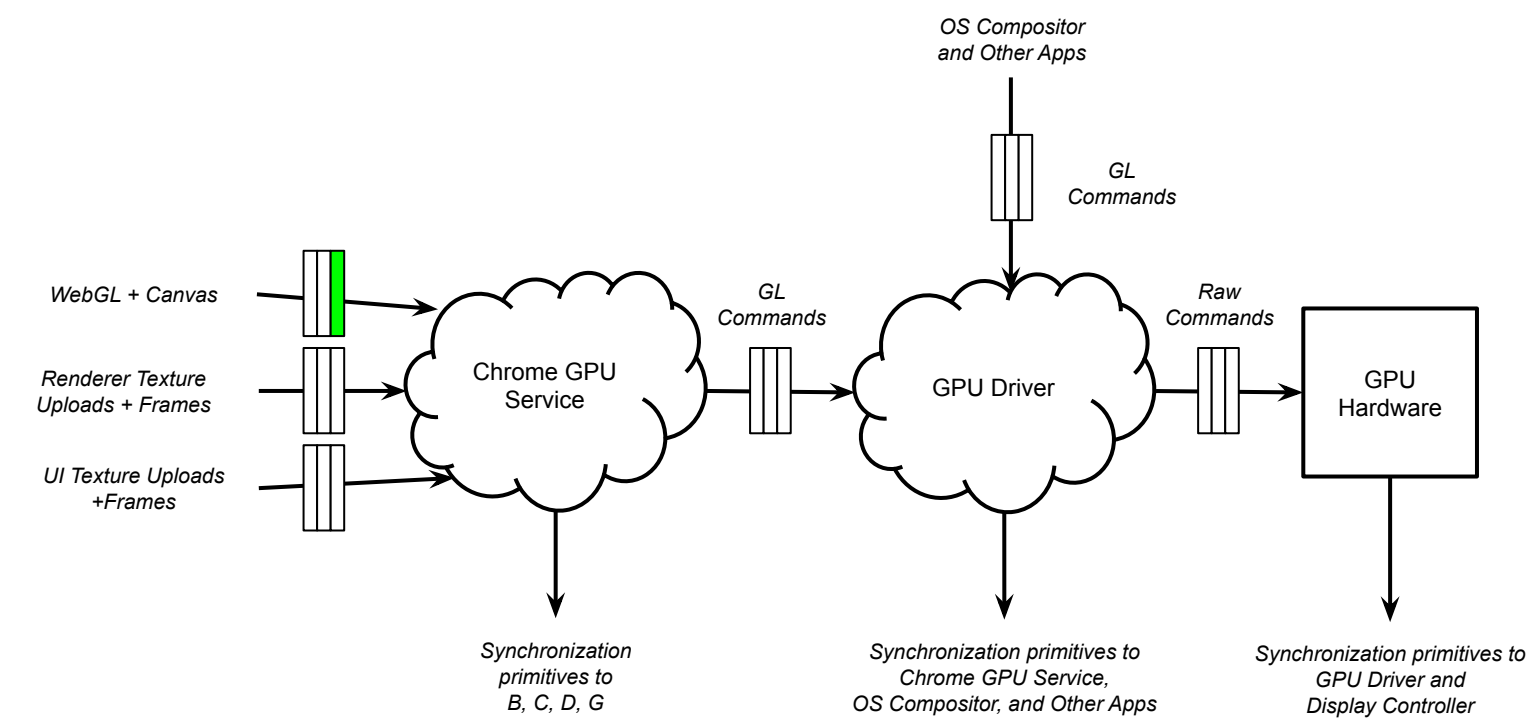 OS Compositor
and Other Apps
GL
Commands
WebGL + Canvas
Renderer Texture
Uploads + Frames
UI Texture Uploads
+Frames
Chrome GPU
Service
GL
Commands
GPU Driver
Raw
Commands
GPU
Hardware
Synchronization
primitives to
B, C, D, G
Synchronization primitives to
Chrome GPU Service,
OS Compositor, and Other Apps
Synchronization primitives to
GPU Driver and
Display Controller